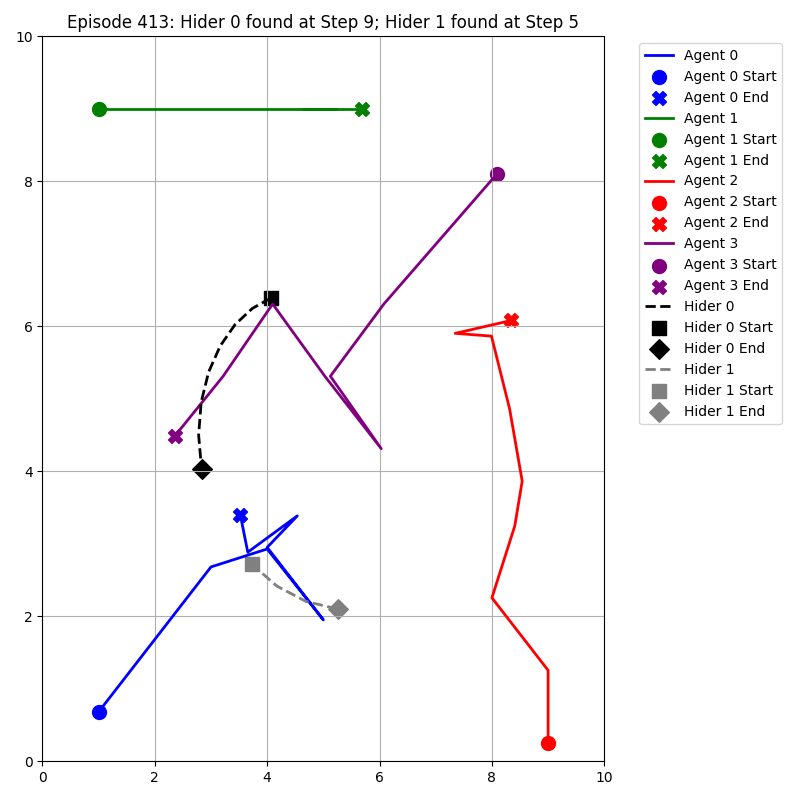 Episode 413: Hider 0 found at Step 9; Hider 1 found at Step 5
10
8
6
4
2
0
0 2 4 6 8 10
Agent 0
Agent 0 Start
Agent 0 End
Agent 1
Agent 1 Start
Agent 1 End
Agent 2
Agent 2 Start
Agent 2 End
Agent 3
Agent 3 Start
Agent 3 End
Hider 0
Hider 0 Start
Hider 0 End
Hider 1
Hider 1 Start
Hider 1 End